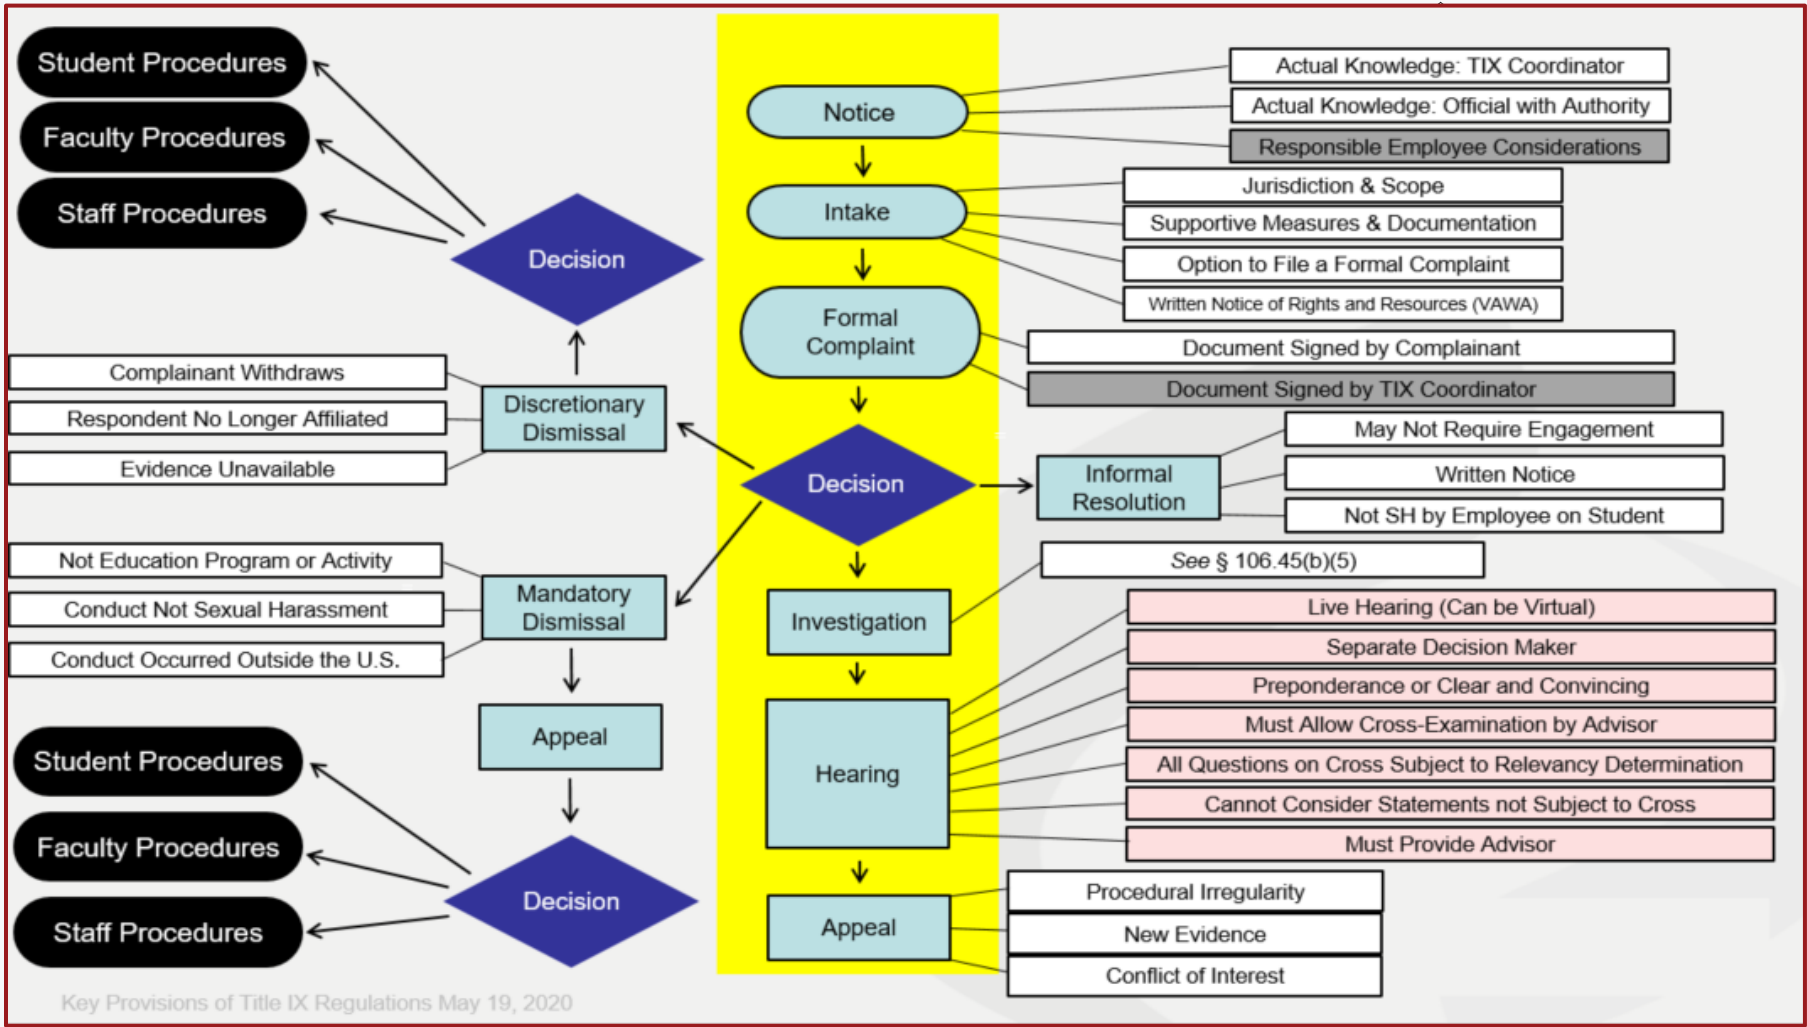 Student Procedures
Faculty Procedures
Staff Procedures
Decision
Complainant Withdraws
Respondent No Longer Affiliated
Evidence Unavailable
Discretionary
Dismissal
Not Education Program or Activity
Conduct Not Sexual Harassment
Conduct Occurred Outside the U.S.
Mandatory
Dismissal
Appeal
Decision
Student Procedures
Faculty Procedures
Staff Procedures
Key Provisions of Title IX Regulations May 19, 2020
Notice
Actual Knowledge: TIX Coordinator
Actual Knowledge: Official with Authority
Responsible Employee Considerations
Intake
Jurisdiction & Scope
Supportive Measures & Documentation
Option to File a Formal Complaint
Written Notice of Rights and Resources (VAWA)
Formal
Complaint
Document Signed by Complainant
Document Signed by TIX Coordinator
Decision
Informal
Resolution
May Not Require Engagement
Written Notice
Not SH by Employee on Student
Investigation
See § 106.45(b)(5)
Hearing
Live Hearing (Can be Virtual)
Separate Decision Maker
Preponderance or Clear and Convincing
Must Allow Cross-Examination by Advisor
All Questions on Cross Subject to Relevancy Determination
Cannot Consider Statements not Subject to Cross
Must Provide Advisor
Appeal
Procedural Irregularity
New Evidence
Conflict of Interest